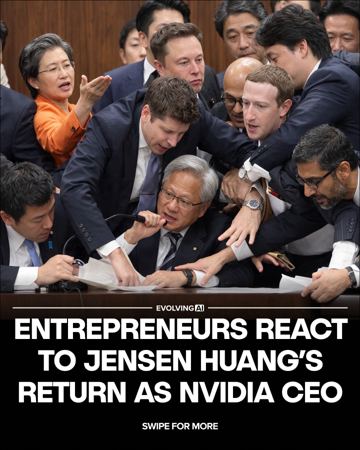 EVOLVING AI
ENTREPRENEURS REACT
TO JENSEN HUANG'S
RETURN AS NVIDIA CEO
SWIPE FOR MORE